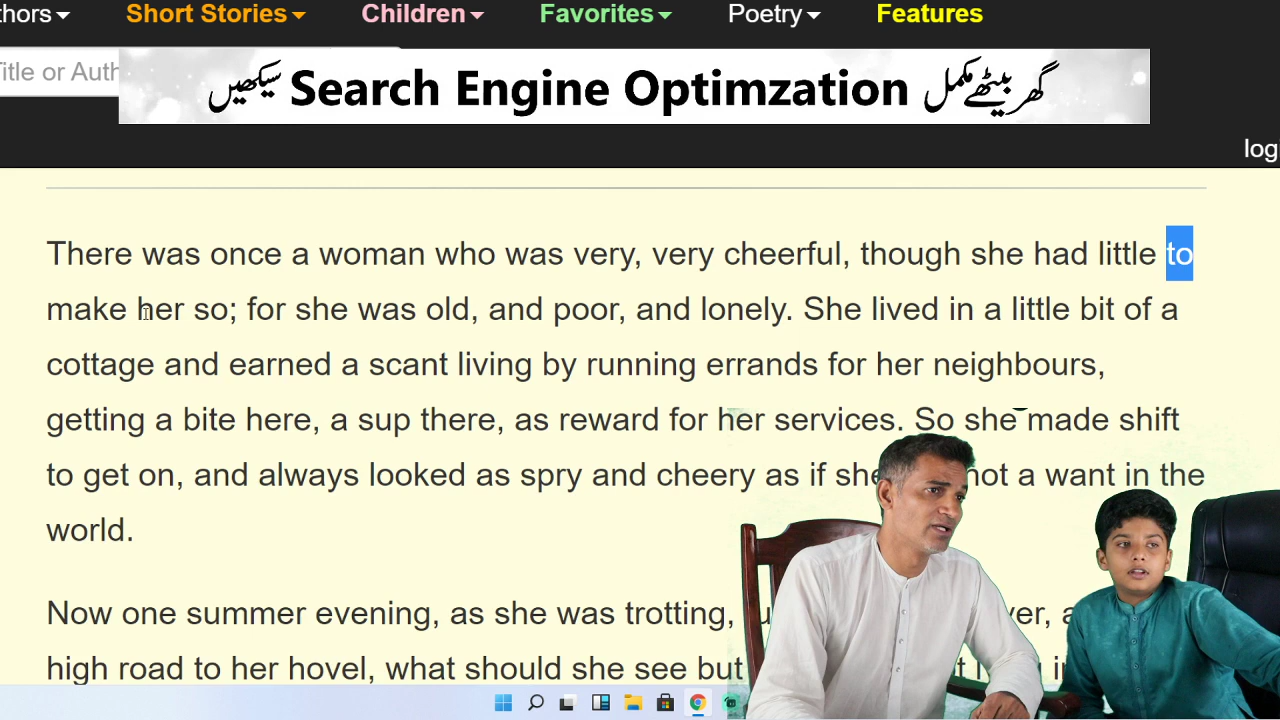 thors Short Stories Children Favorites Poetry Features
Title or Auth
گھر بیٹھے مکمل Search Engine Optimzation سیکھیں
log
There was once a woman who was very, very cheerful, though she had little to
make her so; for she was old, and poor, and lonely. She lived in a little bit of a
cottage and earned a scant living by running errands for her neighbours,
getting a bite here, a sup there, as reward for her services. So she made shift
to get on, and always looked as spry and cheery as if she not a want in the
world.
Now one summer evening, as she was trotting,
high road to her hovel, what should she see but